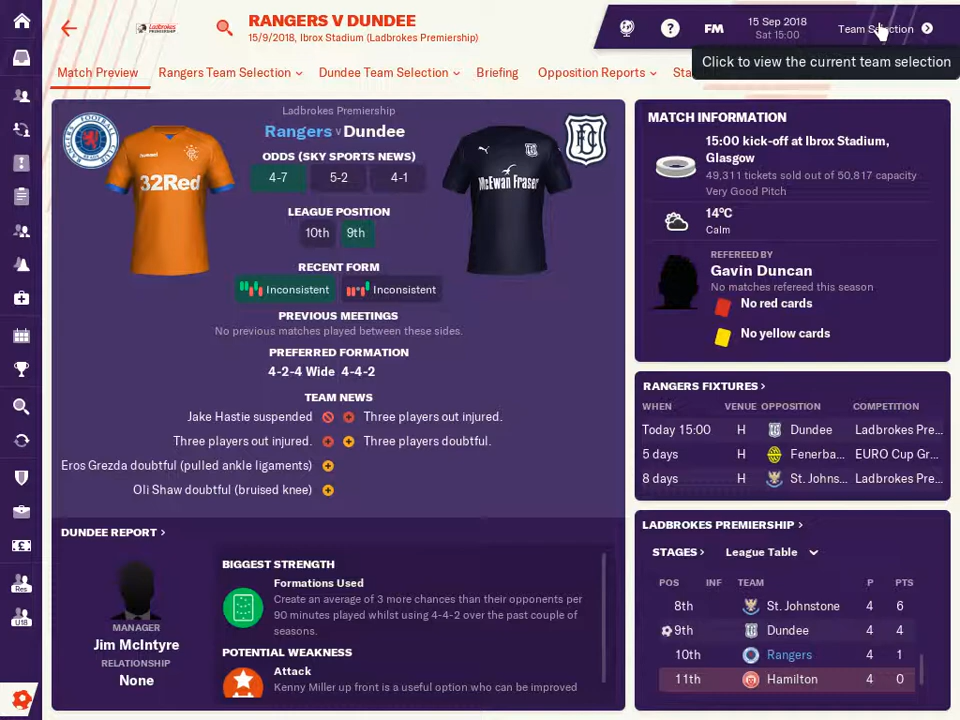 RANGERS V DUNDEE
15/9/2018, Ibrox Stadium (Ladbrokes Premiership)
15 Sep 2018
Sat 15:00
FM
Team Selection
Click to view the current team selection
Match Preview
Rangers Team Selection
Dundee Team Selection
Briefing
Opposition Reports
Sta
Ladbrokes Premiership
Rangers v Dundee
ODDS (SKY SPORTS NEWS)
4-7 5-2 4-1
LEAGUE POSITION
10th 9th
RECENT FORM
Inconsistent Inconsistent
PREVIOUS MEETINGS
No previous matches played between these sides.
PREFERRED FORMATION
4-2-4 Wide 4-4-2
TEAM NEWS
Jake Hastie suspended Three players out injured.
Three players out injured. Three players doubtful.
Eros Grezda doubtful (pulled ankle ligaments)
Oli Shaw doubtful (bruised knee)
32Red
McEwan Fraser
DUNDEE REPORT >
MANAGER
Jim McIntyre
RELATIONSHIP
None
BIGGEST STRENGTH
Formations Used
Create an average of 3 more chances than their opponents per
90 minutes played whilst using 4-4-2 over the past couple of
seasons.
POTENTIAL WEAKNESS
Attack
Kenny Miller up front is a useful option who can be improved
MATCH INFORMATION
15:00 kick-off at Ibrox Stadium,
Glasgow
49,311 tickets sold out of 50,817 capacity
Very Good Pitch
14°C
Calm
REFEREED BY
Gavin Duncan
No matches refereed this season
No red cards
No yellow cards
RANGERS FIXTURES >
WHEN VENUE OPPOSITION COMPETITION
Today 15:00 H Dundee Ladbrokes Pre...
5 days H Fenerba... EURO Cup Gr...
8 days H St. Johns... Ladbrokes Pre...
LADBROKES PREMIERSHIP >
STAGES > League Table
POS INF TEAM P PTS
8th St. Johnstone 4 6
9th Dundee 4 4
10th Rangers 4 1
11th Hamilton 4 0
Res
U18